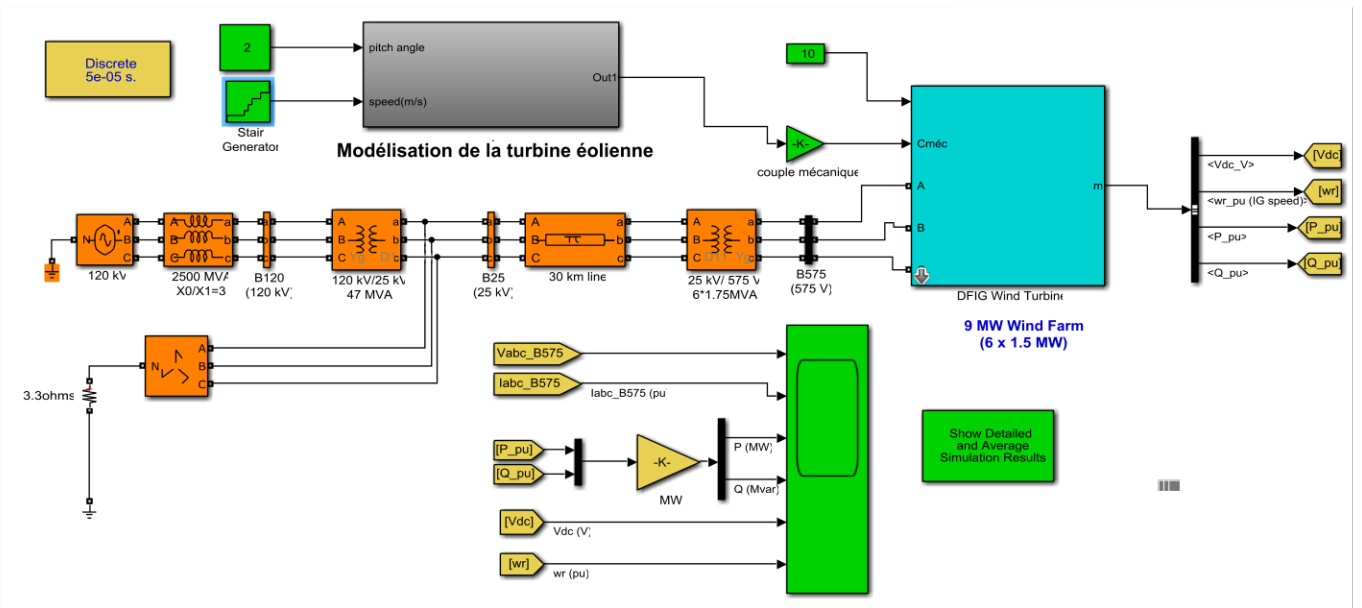 Discrete
5e-05 s.
2
pitch angle
speed(m/s)
Out1
Stair
Generator
Modélisation de la turbine éolienne
10
-K-
couple mécanique
Cméc
A
B
m
DFIG Wind Turbine
9 MW Wind Farm
(6 x 1.5 MW)
<Vdc_V>
[Vdc]
<wr_pu (IG speed)>
[wr]
<P_pu>
[P_pu]
<Q_pu>
[Q_pu]
N A B C
120 kV
A a
B b
C c
2500 MVA
X0/X1=3
a
b
c
B120
(120 kV)
A a
B b
C Yg c
120 kV/25 kV
47 MVA
a
b
c
B25
(25 kV)
A a
B b
C c
30 km line
A a
B b
C D11 Yg c
25 kV/ 575 V
6*1.75MVA
B575
(575 V)
N A B C
3.3ohms
Vabc_B575
Iabc_B575
Iabc_B575 (pu
[P_pu]
[Q_pu]
-K-
MW
P (MW)
Q (Mvar)
[Vdc]
Vdc (V)
[wr]
wr (pu)
Show Detailed
and Average
Simulation Results